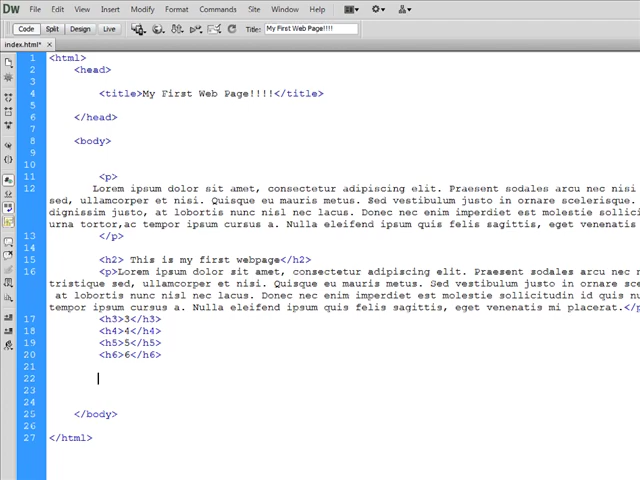 Dw File Edit View Insert Modify Format Commands Site Window Help
Code Split Design Live Title: My First Web Page!!!!
index.html* ×
1 <html>
2 <head>
3
4 <title>My First Web Page!!!!</title>
5
6 </head>
7
8 <body>
9
10
11 <p>
12 Lorem ipsum dolor sit amet, consectetur adipiscing elit. Praesent sodales arcu nec nisi
sed, ullamcorper et nisi. Quisque eu mauris metus. Sed vestibulum justo in ornare scelerisque.
dignissim justo, at lobortis nunc nisl nec lacus. Donec nec enim imperdiet est molestie sollici
urna tortor,ac tempor income cursus a. Nulla eleifend ipsum quis felis sagittis, eget venenatis
13 </p>
14
15 <h2> This is my first webpage</h2>
16 <p>Lorem ipsum dolor sit amet, consectetur adipiscing elit. Praesent sodales arcu nec n
tristique sed, ullamcorper et nisi. Quisque eu mauris metus. Sed vestibulum justo in ornare sce
at lobortis nunc nisl nec lacus. Donec nec enim imperdiet est molestie sollicitudin id quis nu
tempor ipsum cursus a. Nulla eleifend ipsum quis felis sagittis, eget venenatis mi placerat.</p
17 <h3>3</h3>
18 <h4>4</h4>
19 <h5>5</h5>
20 <h6>6</h6>
21
22
23
24
25 </body>
26
27 </html>